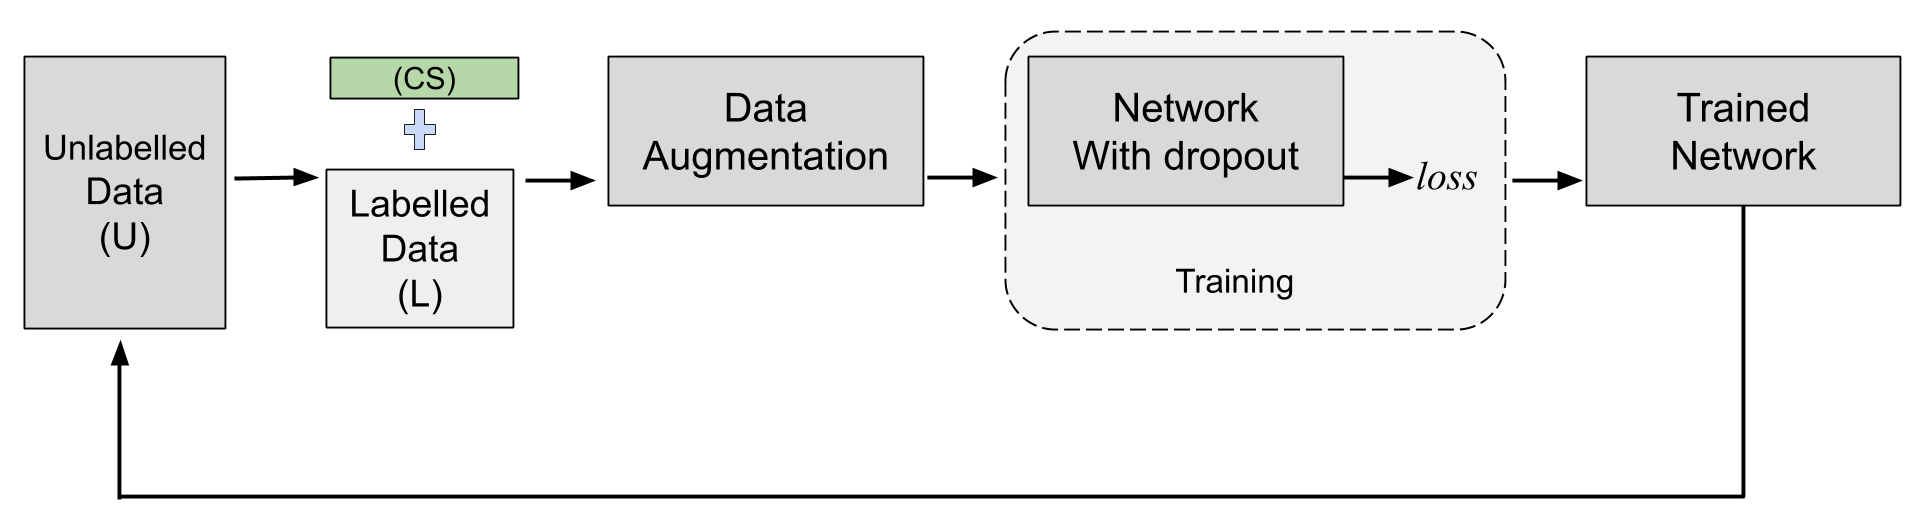 Unlabelled
Data
(U)
(CS)
Labelled
Data
(L)
Data
Augmentation
Network
With dropout
loss
Training
Trained
Network